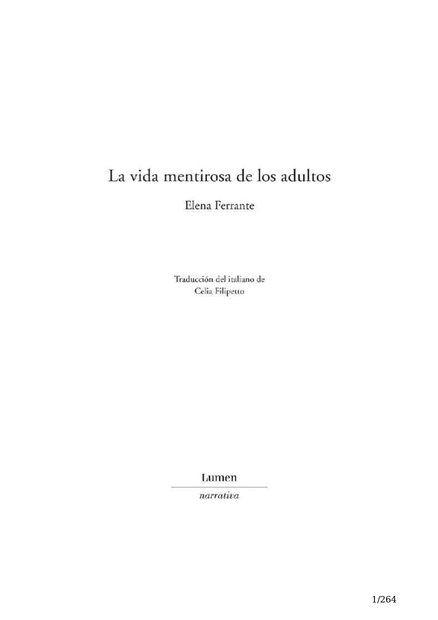 La vida mentirosa de los adultos
Elena Ferrante
Traducción del italiano de
Celia Filipetto
Lumen
narrativa
1/264